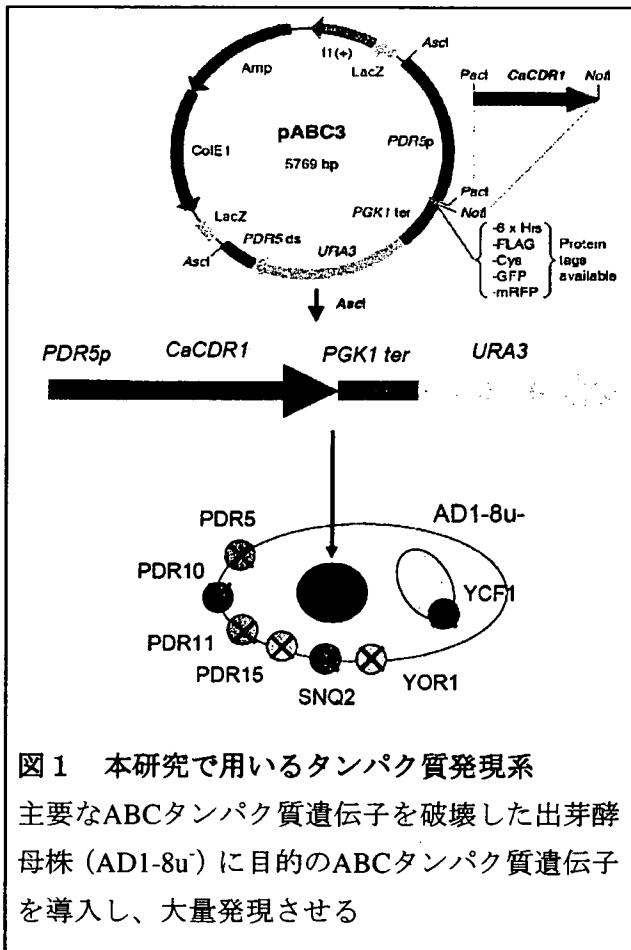 f1(+)
LacZ
AscI
Amp
PacI CaCDR1 NotI
pABC3
5769 bp
PDR5p
ColE1
PacI
NotI
PGK1 ter
LacZ
PDR5 ds
URA3
AscI
-6 x His
-FLAG
-Cys
-GFP
-mRFP
Protein
tags
available
AscI
PDR5p CaCDR1 PGK1 ter URA3
AD1-8u-
PDR5
PDR10
YCF1
PDR11
PDR15
SNQ2
YOR1
図1 本研究で用いるタンパク質発現系
主要なABCタンパク質遺伝子を破壊した出芽酵
母株（AD1-8u⁻）に目的のABCタンパク質遺伝子
を導入し、大量発現させる